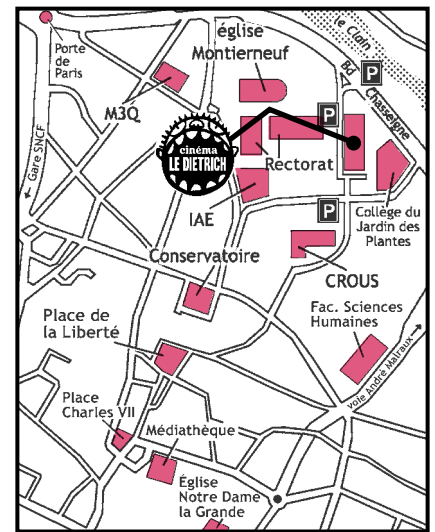 Porte
de
Paris
église
Montierneuf
le Clain
Bd Chasseigne
P
M3Q
P
cinéma
LE DIETRICH
Rectorat
← Gare SNCF
IAE
P
Collège du
Jardin des
Plantes
Conservatoire
CROUS
Fac. Sciences
Humaines
Place de
la Liberté
voie André Malraux →
Place
Charles VII
Médiathèque
Église
Notre Dame
la Grande